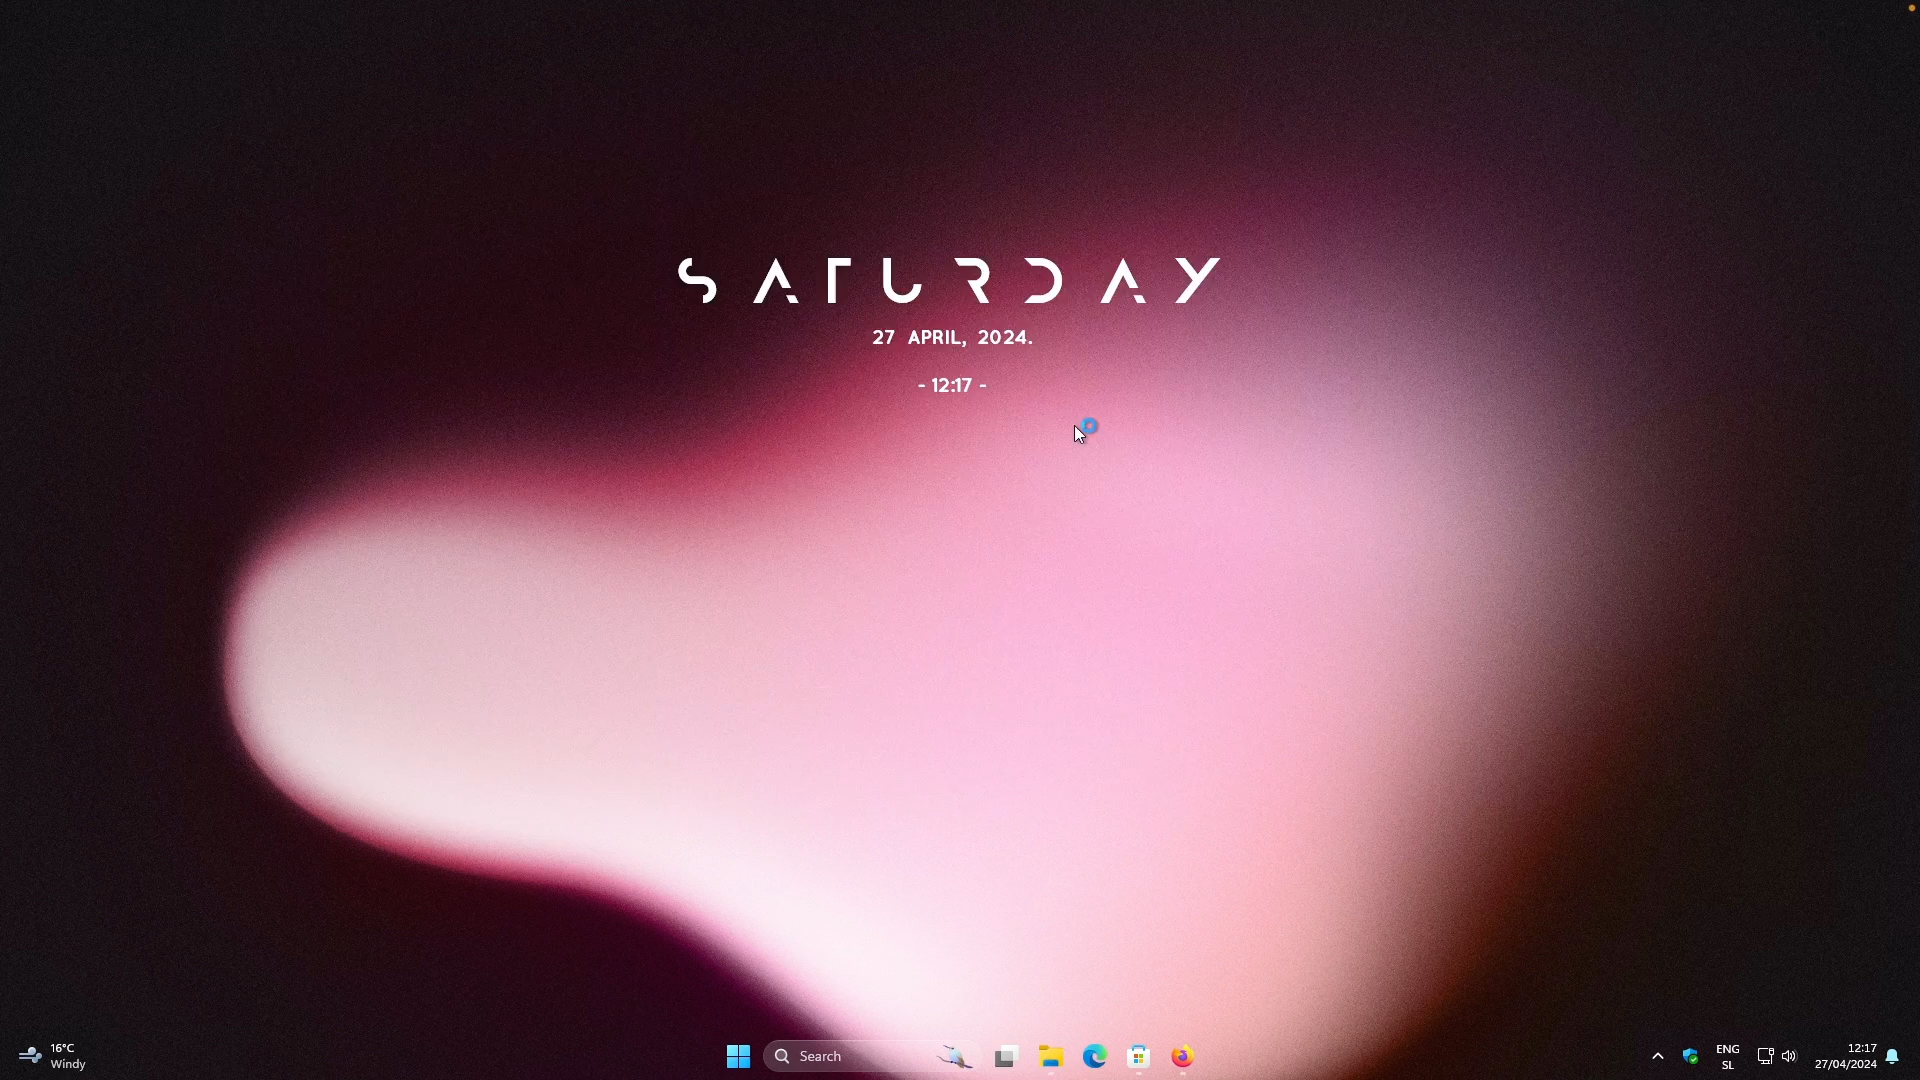 SATURDAY
27 APRIL, 2024.
- 12:17 -
16°C
Windy
Search
ENG
SL
12:17
27/04/2024